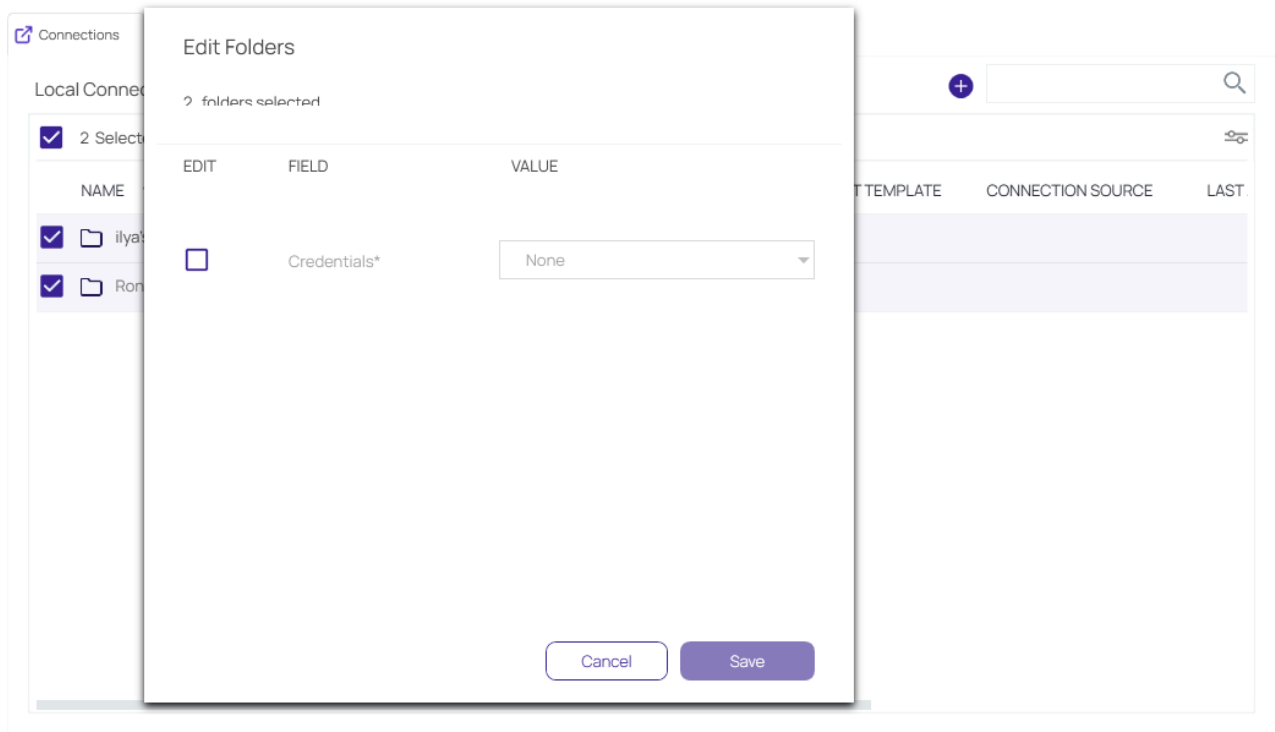 Connections
Edit Folders
Local Connec
2 folders selected
2 Selecte
EDIT FIELD VALUE
NAME T TEMPLATE CONNECTION SOURCE LAST
ilya's
Credentials* None
Ron
Cancel Save